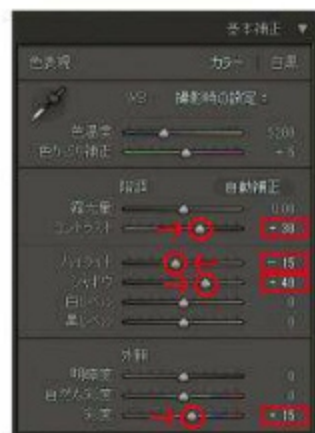 基本補正 ▼
色表現 カラー 白黒
WB: 撮影時の設定
色温度 5200
色かぶり補正 + 6
階調 自動補正
露光量 0.00
コントラスト + 30
ハイライト - 15
シャドウ + 40
白レベル 0
黒レベル 0
外観
明瞭度 0
自然な彩度 0
彩度 + 15